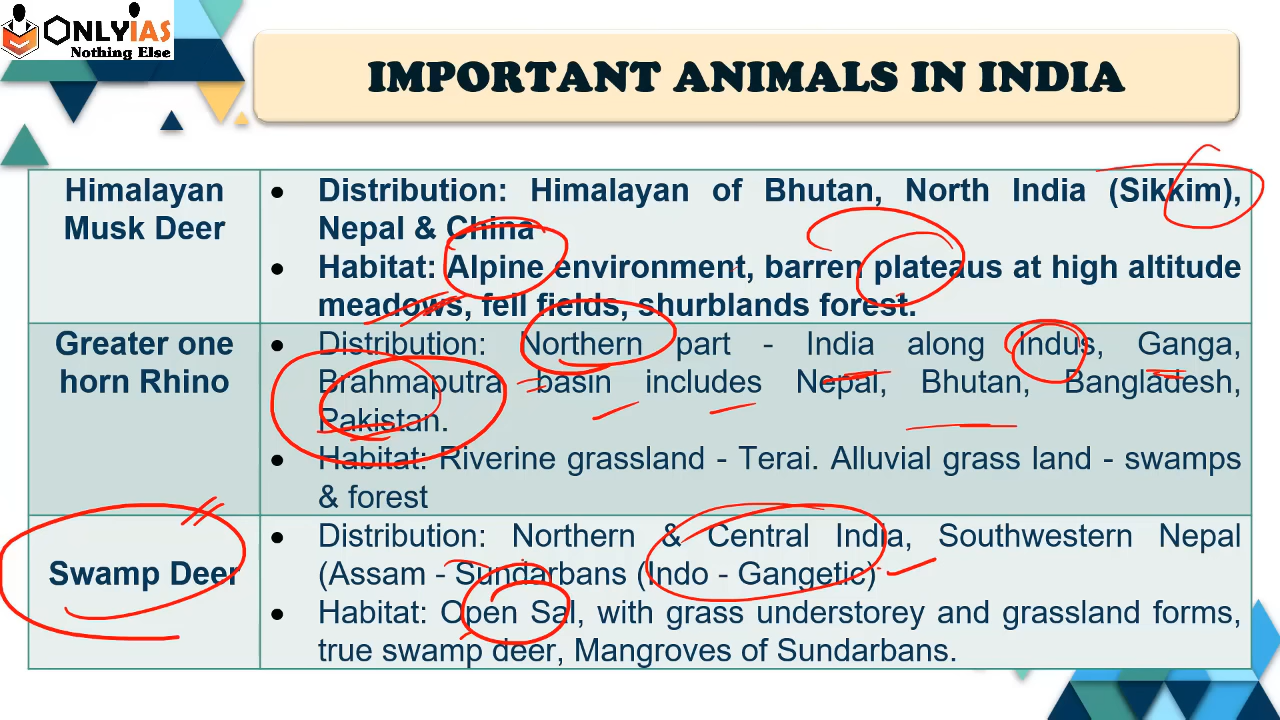 ONLYIAS
Nothing Else
IMPORTANT ANIMALS IN INDIA
Himalayan
Musk Deer
• Distribution: Himalayan of Bhutan, North India (Sikkim),
Nepal & China
• Habitat: Alpine environment, barren plateaus at high altitude
meadows, fell fields, shurblands forest.
Greater one
horn Rhino
• Distribution: Northern part - India along Indus, Ganga,
Brahmaputra basin includes Nepal, Bhutan, Bangladesh,
Pakistan.
• Habitat: Riverine grassland - Terai. Alluvial grass land - swamps
& forest
Swamp Deer
• Distribution: Northern & Central India, Southwestern Nepal
(Assam - Sundarbans (Indo - Gangetic)
• Habitat: Open Sal, with grass understorey and grassland forms,
true swamp deer, Mangroves of Sundarbans.